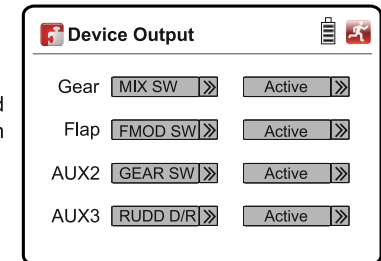 Device Output
Gear MIX SW Active
d
Flap FMOD SW Active
n
AUX2 GEAR SW Active
AUX3 RUDD D/R Active